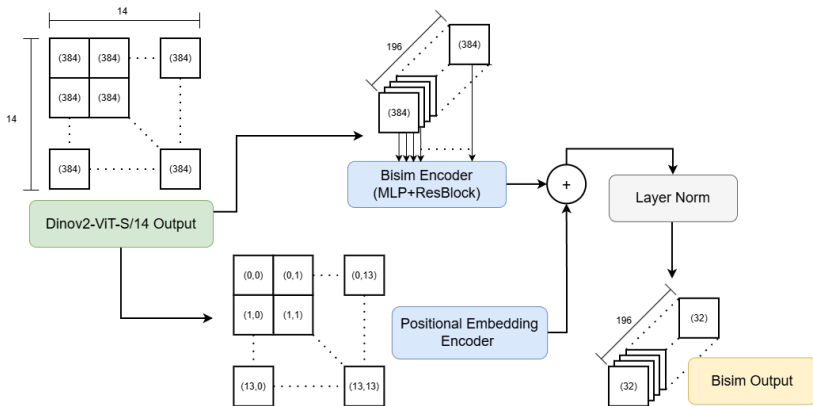 14
14
(384) (384) (384)
(384) (384)
(384) (384)
Dinov2-ViT-S/14 Output
196
(384)
(384)
Bisim Encoder
(MLP+ResBlock)
+
Layer Norm
(0,0) (0,1) (0,13)
(1,0) (1,1)
(13,0) (13,13)
Positional Embedding
Encoder
196
(32)
(32)
Bisim Output